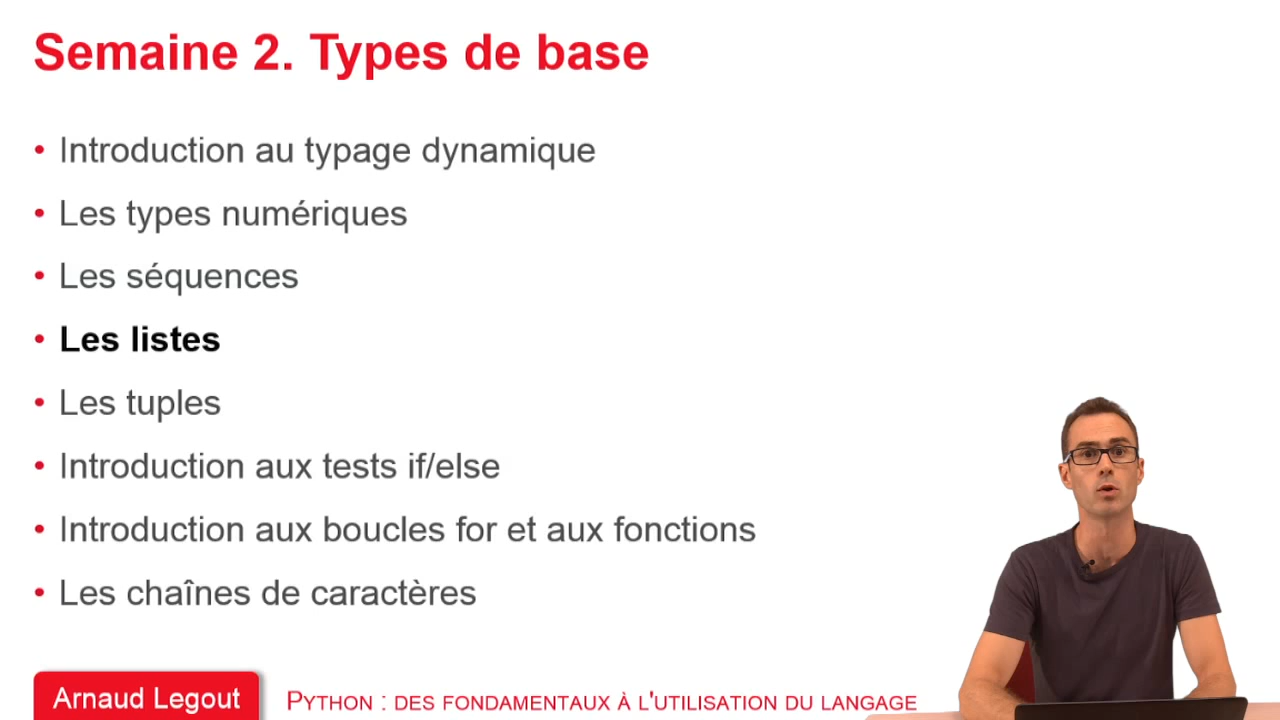 Semaine 2. Types de base
• Introduction au typage dynamique
• Les types numériques
• Les séquences
• Les listes
• Les tuples
• Introduction aux tests if/else
• Introduction aux boucles for et aux fonctions
• Les chaînes de caractères
Arnaud Legout
PYTHON : DES FONDAMENTAUX À L'UTILISATION DU LANGAGE